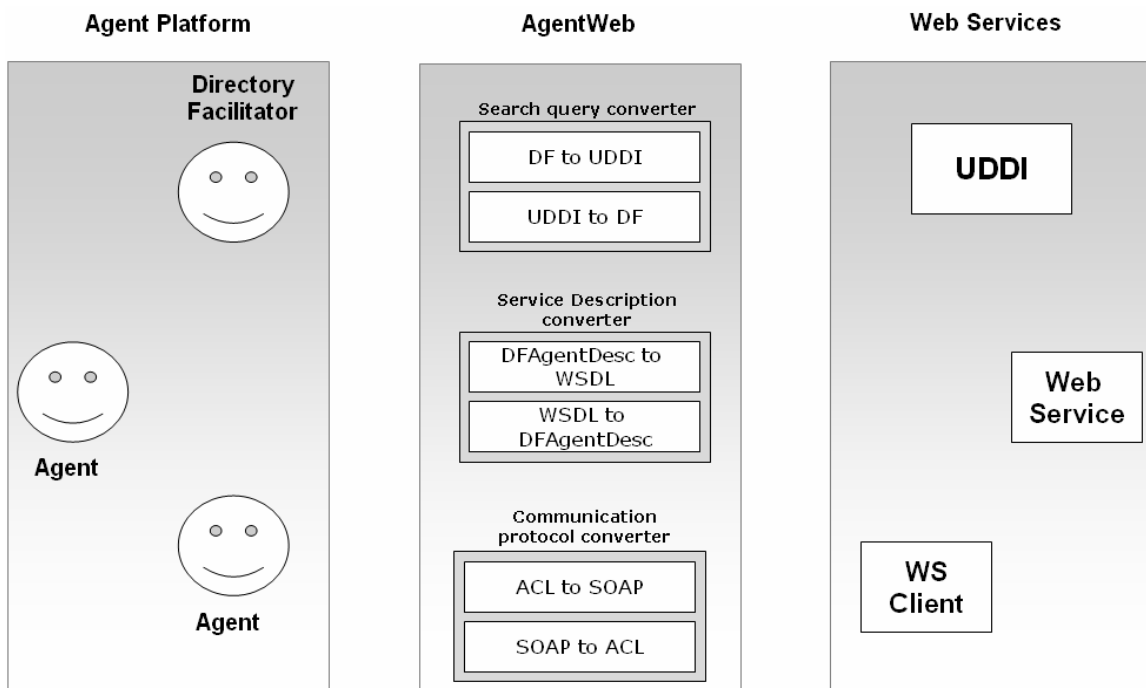 Agent Platform
Directory
Facilitator
Agent
Agent
AgentWeb
Search query converter
DF to UDDI
UDDI to DF
Service Description
converter
DFAgentDesc to
WSDL
WSDL to
DFAgentDesc
Communication
protocol converter
ACL to SOAP
SOAP to ACL
Web Services
UDDI
Web
Service
WS
Client